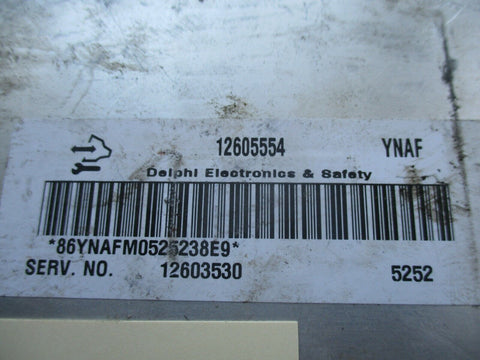 12605554 YNAF
Delphi Electronics & Safety
*86YNAFM0525238E9*
SERV. NO. 12603530 5252